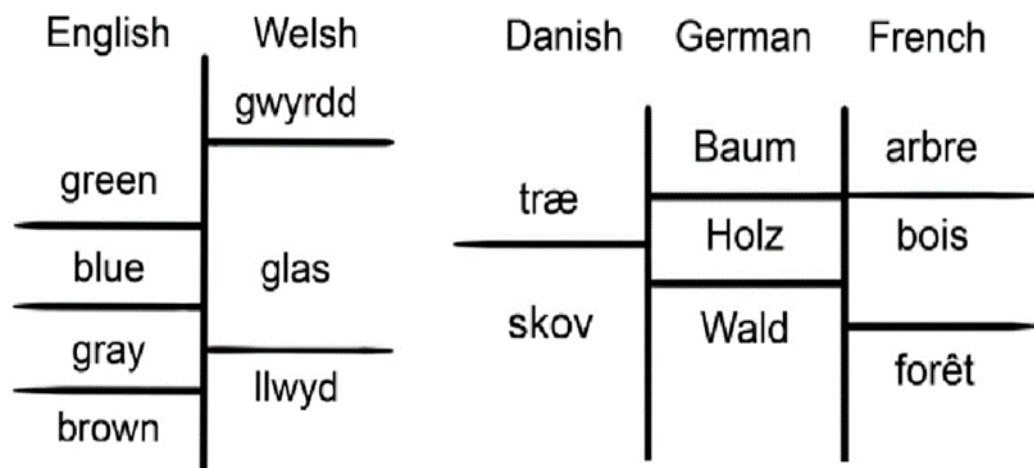 English Welsh Danish German French
gwyrdd
green
blue glas
gray
llwyd
brown
Baum arbre
træ
Holz bois
skov Wald
forêt